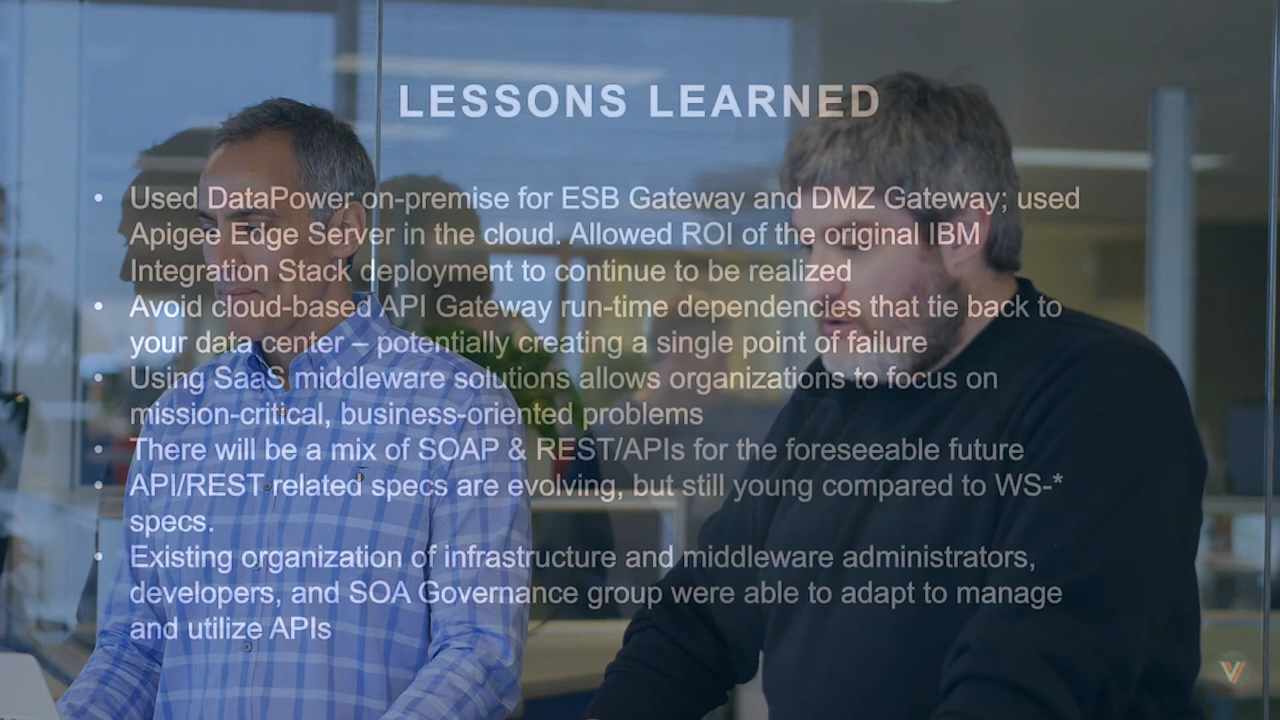 LESSONS LEARNED
• Used DataPower on-premise for ESB Gateway and DMZ Gateway; used
Apigee Edge Server in the cloud. Allowed ROI of the original IBM
Integration Stack deployment to continue to be realized
• Avoid cloud-based API Gateway run-time dependencies that tie back to
your data center – potentially creating a single point of failure
• Using SaaS middleware solutions allows organizations to focus on
mission-critical, business-oriented problems
• There will be a mix of SOAP & REST/APIs for the foreseeable future
• API/REST related specs are evolving, but still young compared to WS-*
specs.
• Existing organization of infrastructure and middleware administrators,
developers, and SOA Governance group were able to adapt to manage
and utilize APIs